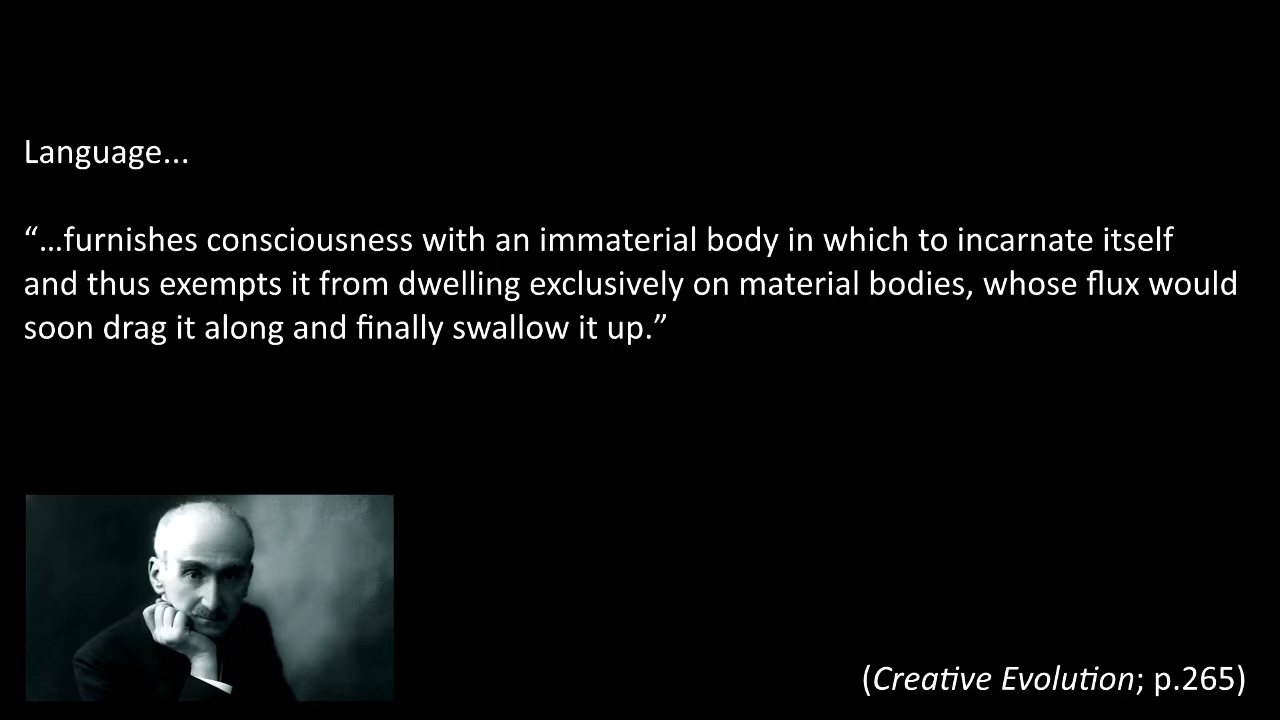 Language...
“…furnishes consciousness with an immaterial body in which to incarnate itself
and thus exempts it from dwelling exclusively on material bodies, whose flux would
soon drag it along and finally swallow it up.”
(Creative Evolution; p.265)